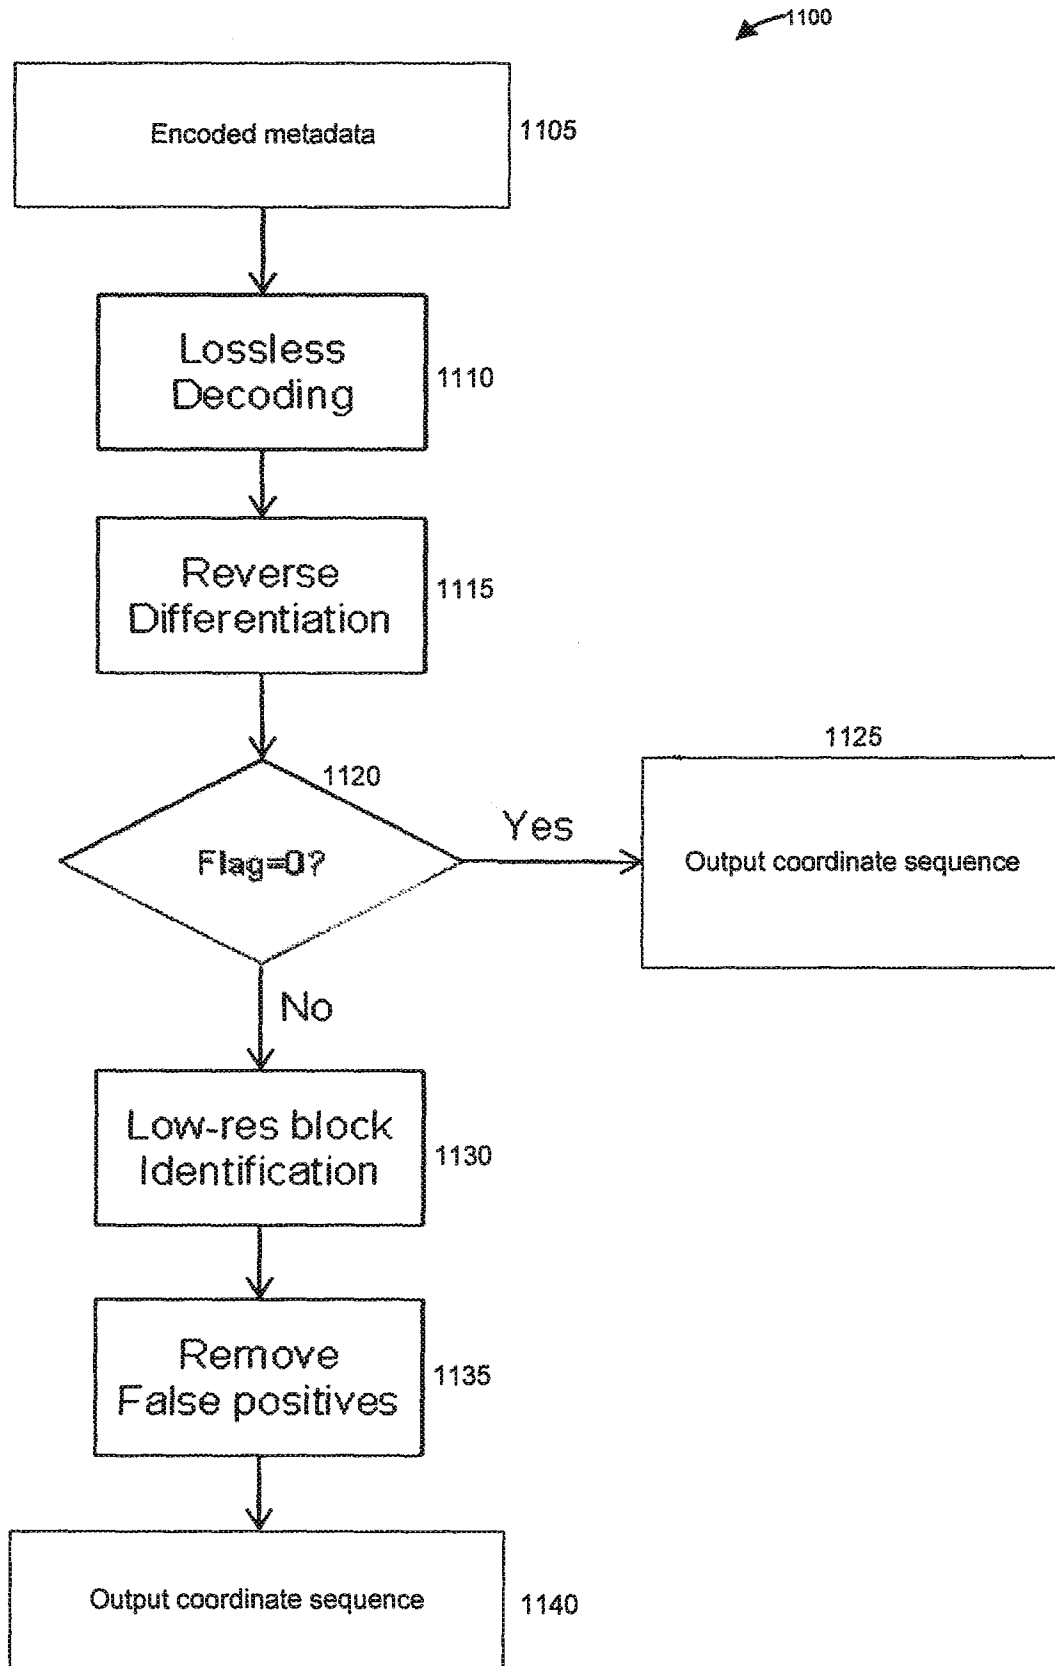 1100
Encoded metadata
1105
Lossless
Decoding
1110
Reverse
Differentiation
1115
1120
Flag=0?
Yes
1125
Output coordinate sequence
No
Low-res block
Identification
1130
Remove
False positives
1135
Output coordinate sequence
1140